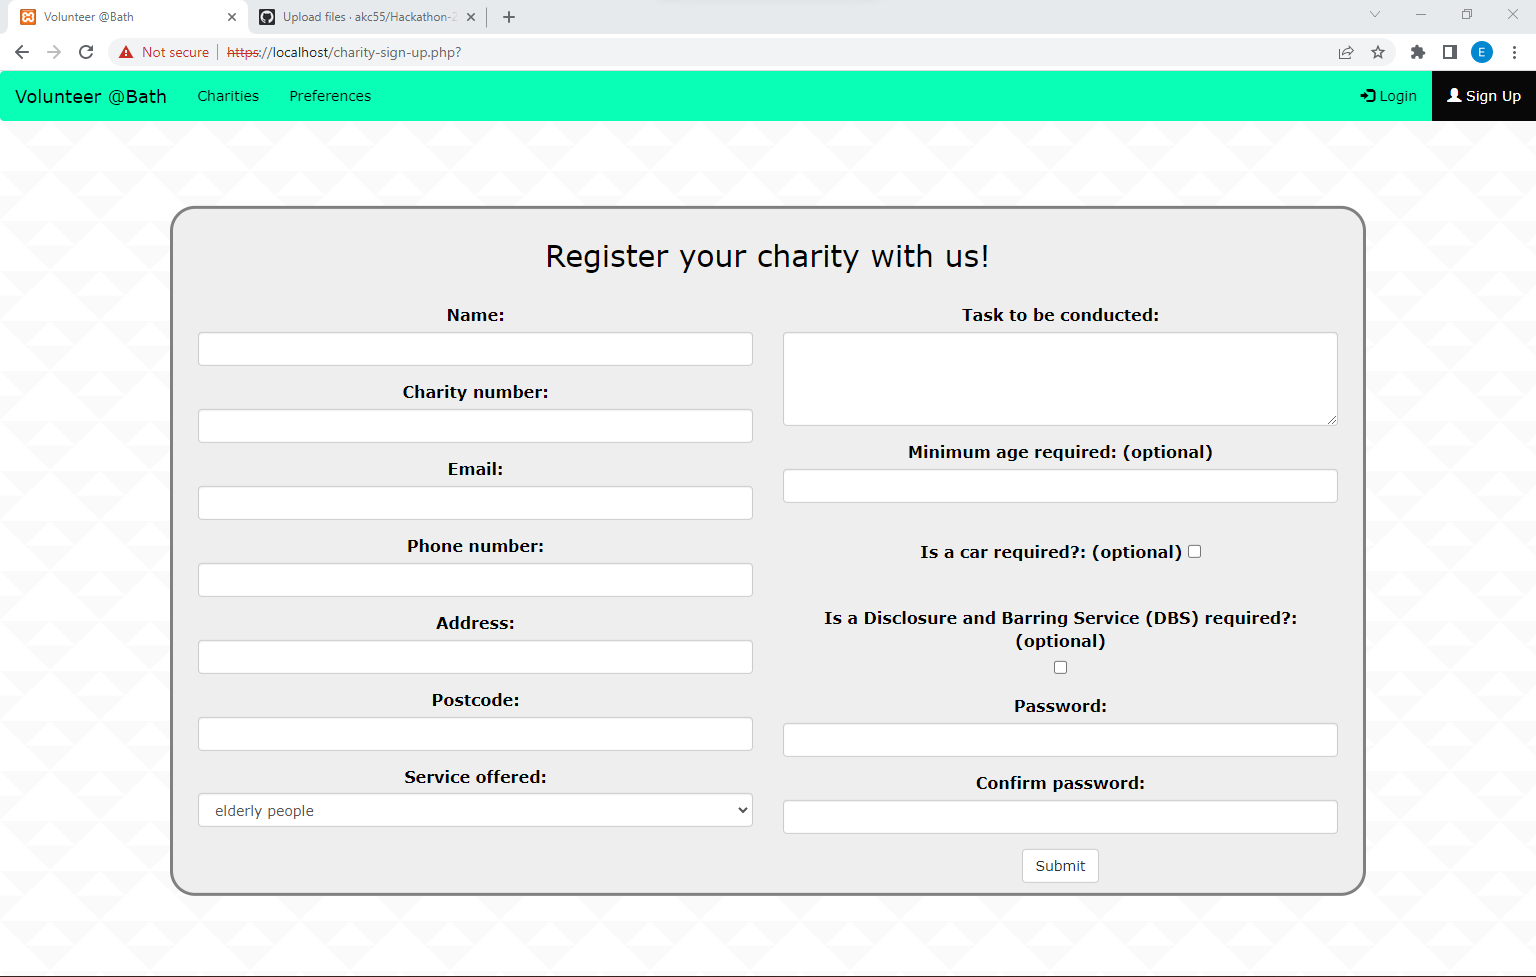 Volunteer @Bath
Upload files · akc55/Hackathon-2
Not secure
https://localhost/charity-sign-up.php?
E
Volunteer @Bath
Charities
Preferences
Login
Sign Up
Register your charity with us!
Name:
Charity number:
Email:
Phone number:
Address:
Postcode:
Service offered:
elderly people
Task to be conducted:
Minimum age required: (optional)
Is a car required?: (optional)
Is a Disclosure and Barring Service (DBS) required?:
(optional)
Password:
Confirm password:
Submit